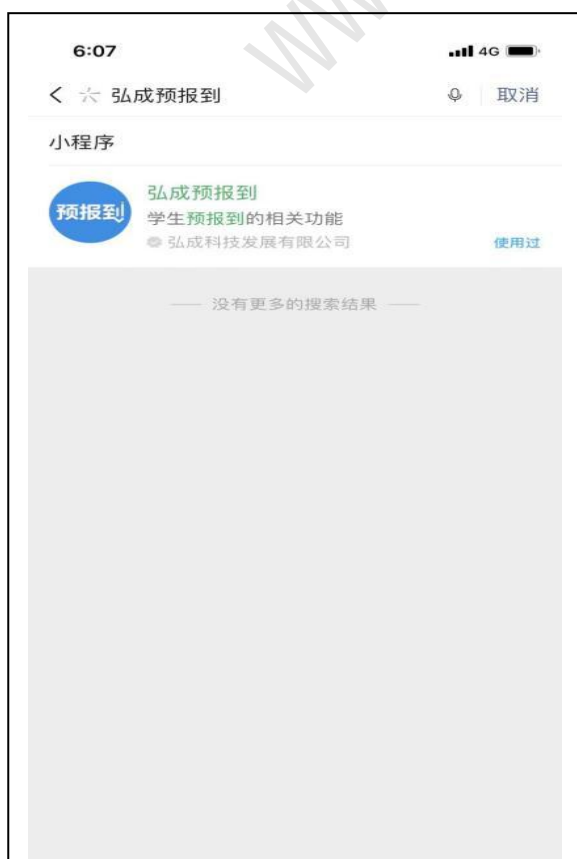 WW
6:07
4G
弘成预报到
取消
小程序
预报到
弘成预报到
学生预报到的相关功能
弘成科技发展有限公司
使用过
没有更多的搜索结果